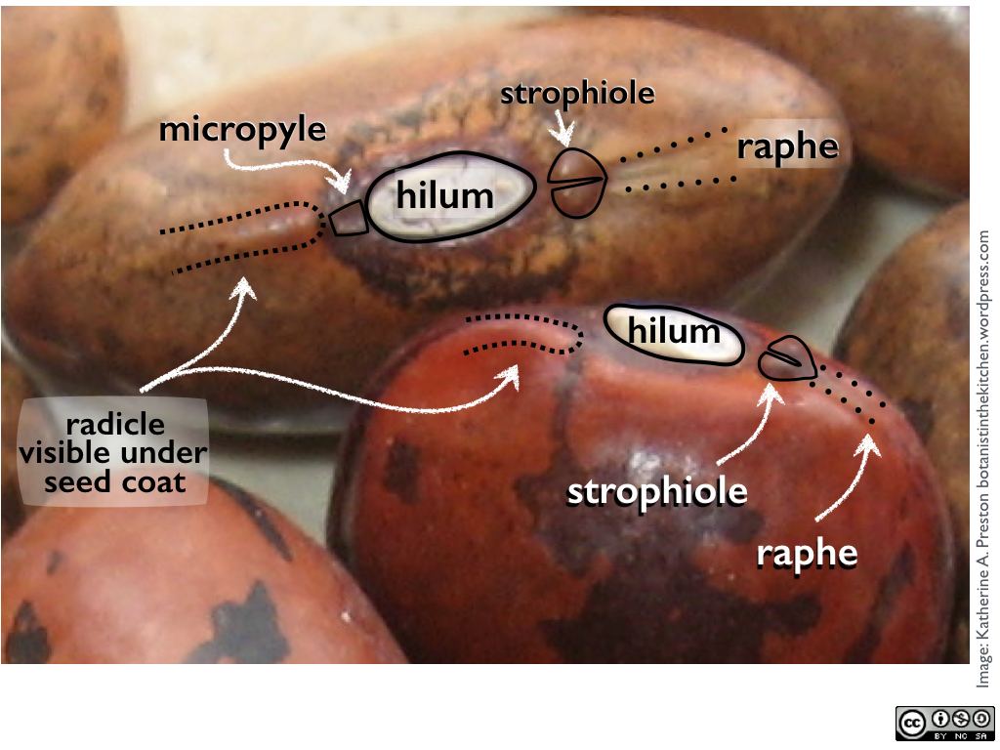 strophiole
micropyle
raphe
hilum
hilum
radicle
visible under
seed coat
strophiole
raphe
Image: Katherine A. Preston botanistinthekitchen.wordpress.com
cc
BY NC SA